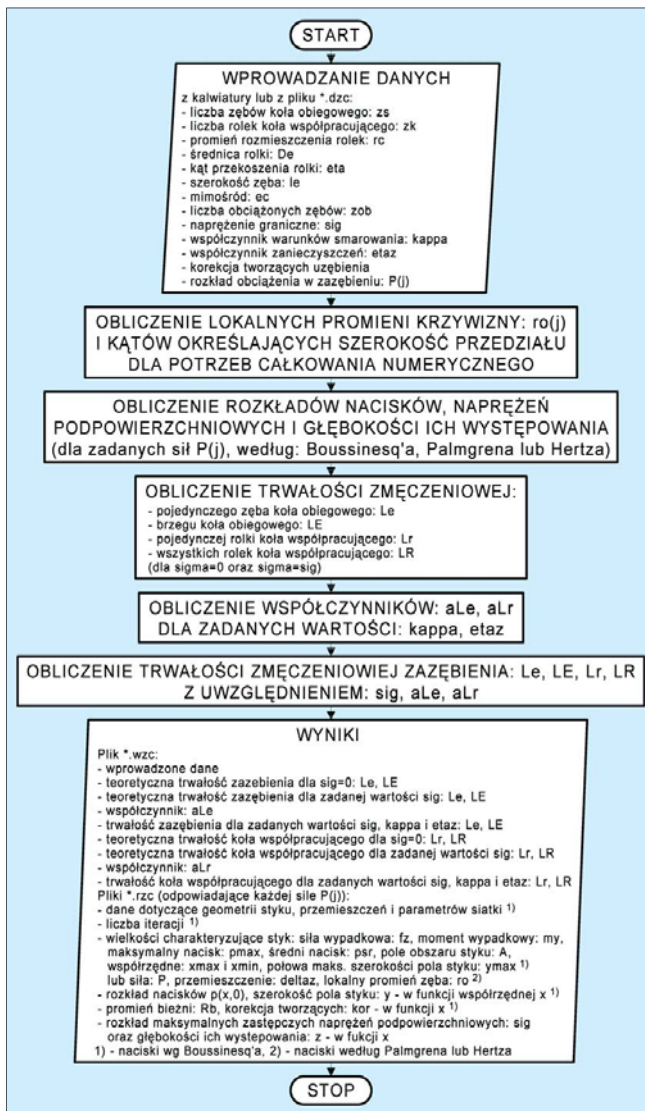 START
WPROWADZANIE DANYCH
z kalwiatury lub z pliku *.dzc:
- liczba zębów koła obiegowego: zs
- liczba rolek koła współpracującego: zk
- promień rozmieszczenia rolek: rc
- średnica rolki: De
- kąt przekoszenia rolki: eta
- szerokość zęba: le
- mimośród: ec
- liczba obciążonych zębów: zob
- naprężenie graniczne: sig
- współczynnik warunków smarowania: kappa
- współczynnik zanieczyszczeń: etaz
- korekcja tworzących uzębienia
- rozkład obciążenia w zazębieniu: P(j)
OBLICZENIE LOKALNYCH PROMIENI KRZYWIZNY: ro(j)
I KĄTÓW OKREŚLAJĄCYCH SZEROKOŚĆ PRZEDZIAŁU
DLA POTRZEB CAŁKOWANIA NUMERYCZNEGO
OBLICZENIE ROZKŁADÓW NACISKÓW, NAPRĘŻEŃ
PODPOWIERZCHNIOWYCH I GŁĘBOKOŚCI ICH WYSTĘPOWANIA
(dla zadanych sił P(j), według: Boussinesq'a, Palmgrena lub Hertza)
OBLICZENIE TRWAŁOŚCI ZMĘCZENIOWEJ:
- pojedynczego zęba koła obiegowego: Le
- brzegu koła obiegowego: LE
- pojedynczej rolki koła współpracującego: Lr
- wszystkich rolek koła współpracującego: LR
(dla sigma=0 oraz sigma=sig)
OBLICZENIE WSPÓŁCZYNNIKÓW: aLe, aLr
DLA ZADANYCH WARTOŚCI: kappa, etaz
OBLICZENIE TRWAŁOŚCI ZMĘCZENIOWIEJ ZAZĘBIENIA: Le, LE, Lr, LR
Z UWZGLĘDNIENIEM: sig, aLe, aLr
WYNIKI
Plik *.wzc:
- wprowadzone dane
- teoretyczna trwałość zazebienia dla sig=0: Le, LE
- teoretyczna trwałość zazębienia dla zadanej wartości sig: Le, LE
- współczynnik: aLe
- trwałość zazębienia dla zadanych wartości sig, kappa i etaz: Le, LE
- teoretyczna trwałość koła współpracującego dla sig=0: Lr, LR
- teoretyczna trwałość koła współpracującego dla zadanej wartości sig: Lr, LR
- współczynnik: aLr
- trwałość koła współpracującego dla zadanych wartości sig, kappa i etaz: Lr, LR
Pliki *.rzc (odpowiadające każdej sile P(j)):
- dane dotyczące geometrii styku, przemieszczeń i parametrów siatki 1)
- liczba iteracji 1)
- wielkości charakteryzujące styk: siła wypadkowa: fz, moment wypadkowy: my,
maksymalny nacisk: pmax, średni nacisk: psr, pole obszaru styku: A,
współrzędne: xmax i xmin, połowa maks. szerokości pola styku: ymax 1)
lub siła: P, przemieszczenie: deltaz, lokalny promień zęba: ro 2)
- rozkład nacisków p(x,0), szerokość pola styku: y - w funkcji współrzędnej x 1)
- promień bieżni: Rb, korekcja tworzących: kor - w funkcji x 1)
- rozkład maksymalnych zastępczych naprężeń podpowierzchniowych: sig
oraz głębokości ich wystepowania: z - w fukcji x
1) - naciski wg Boussinesq'a, 2) - naciski według Palmgrena lub Hertza
STOP